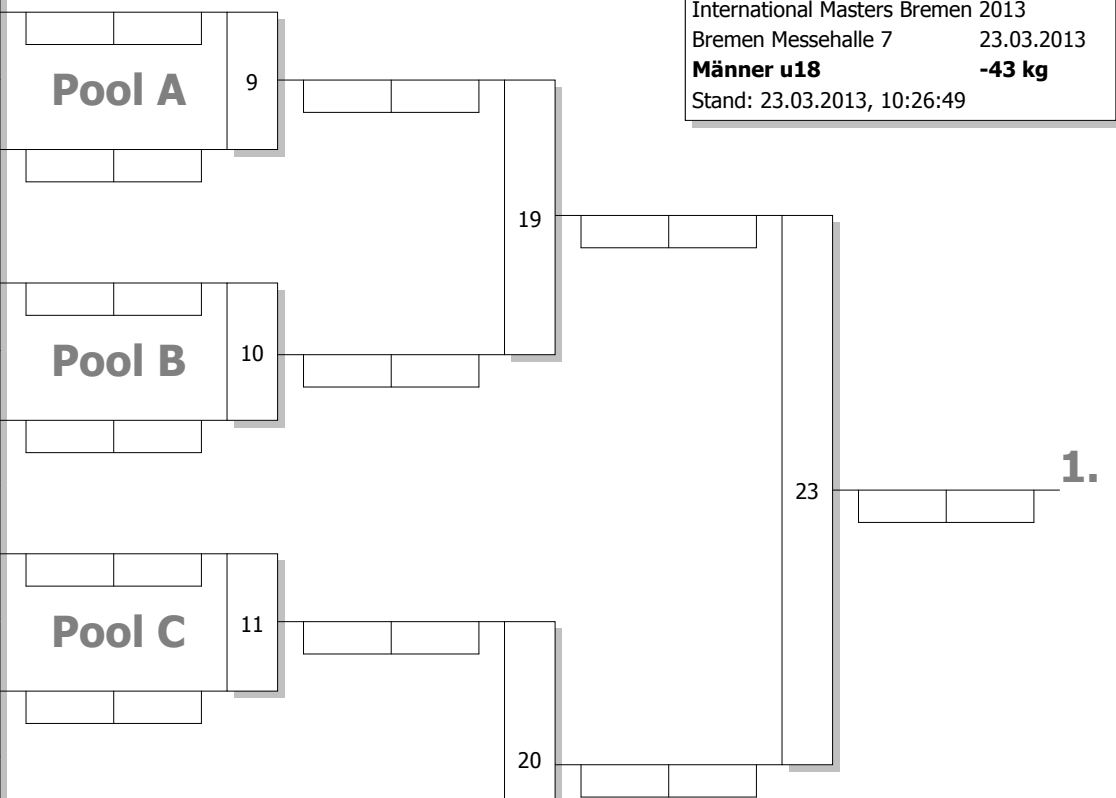 International Masters Bremen 2013
Bremen Messehalle 7 23.03.2013
Männer u18 -43 kg
Stand: 23.03.2013, 10:26:49
Pool A 9
19
Pool B 10
1.
23
Pool C 11
20